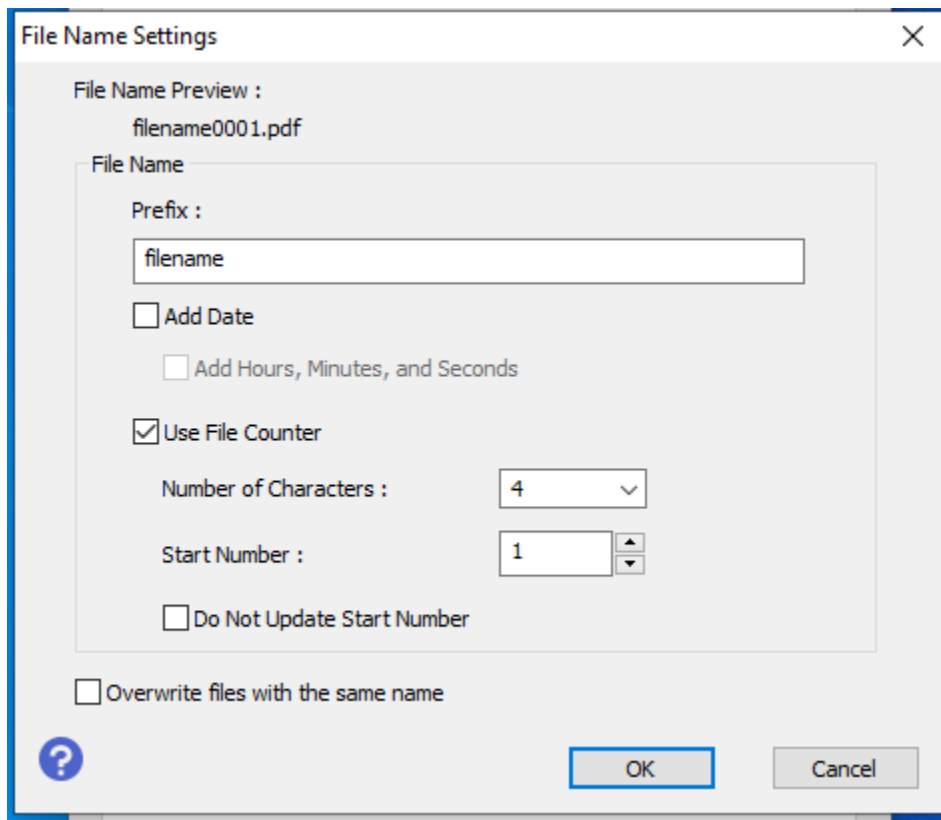 File Name Settings
File Name Preview :
filename0001.pdf
File Name
Prefix :
filename
Add Date
Add Hours, Minutes, and Seconds
Use File Counter
Number of Characters : 4
Start Number : 1
Do Not Update Start Number
Overwrite files with the same name
? OK Cancel